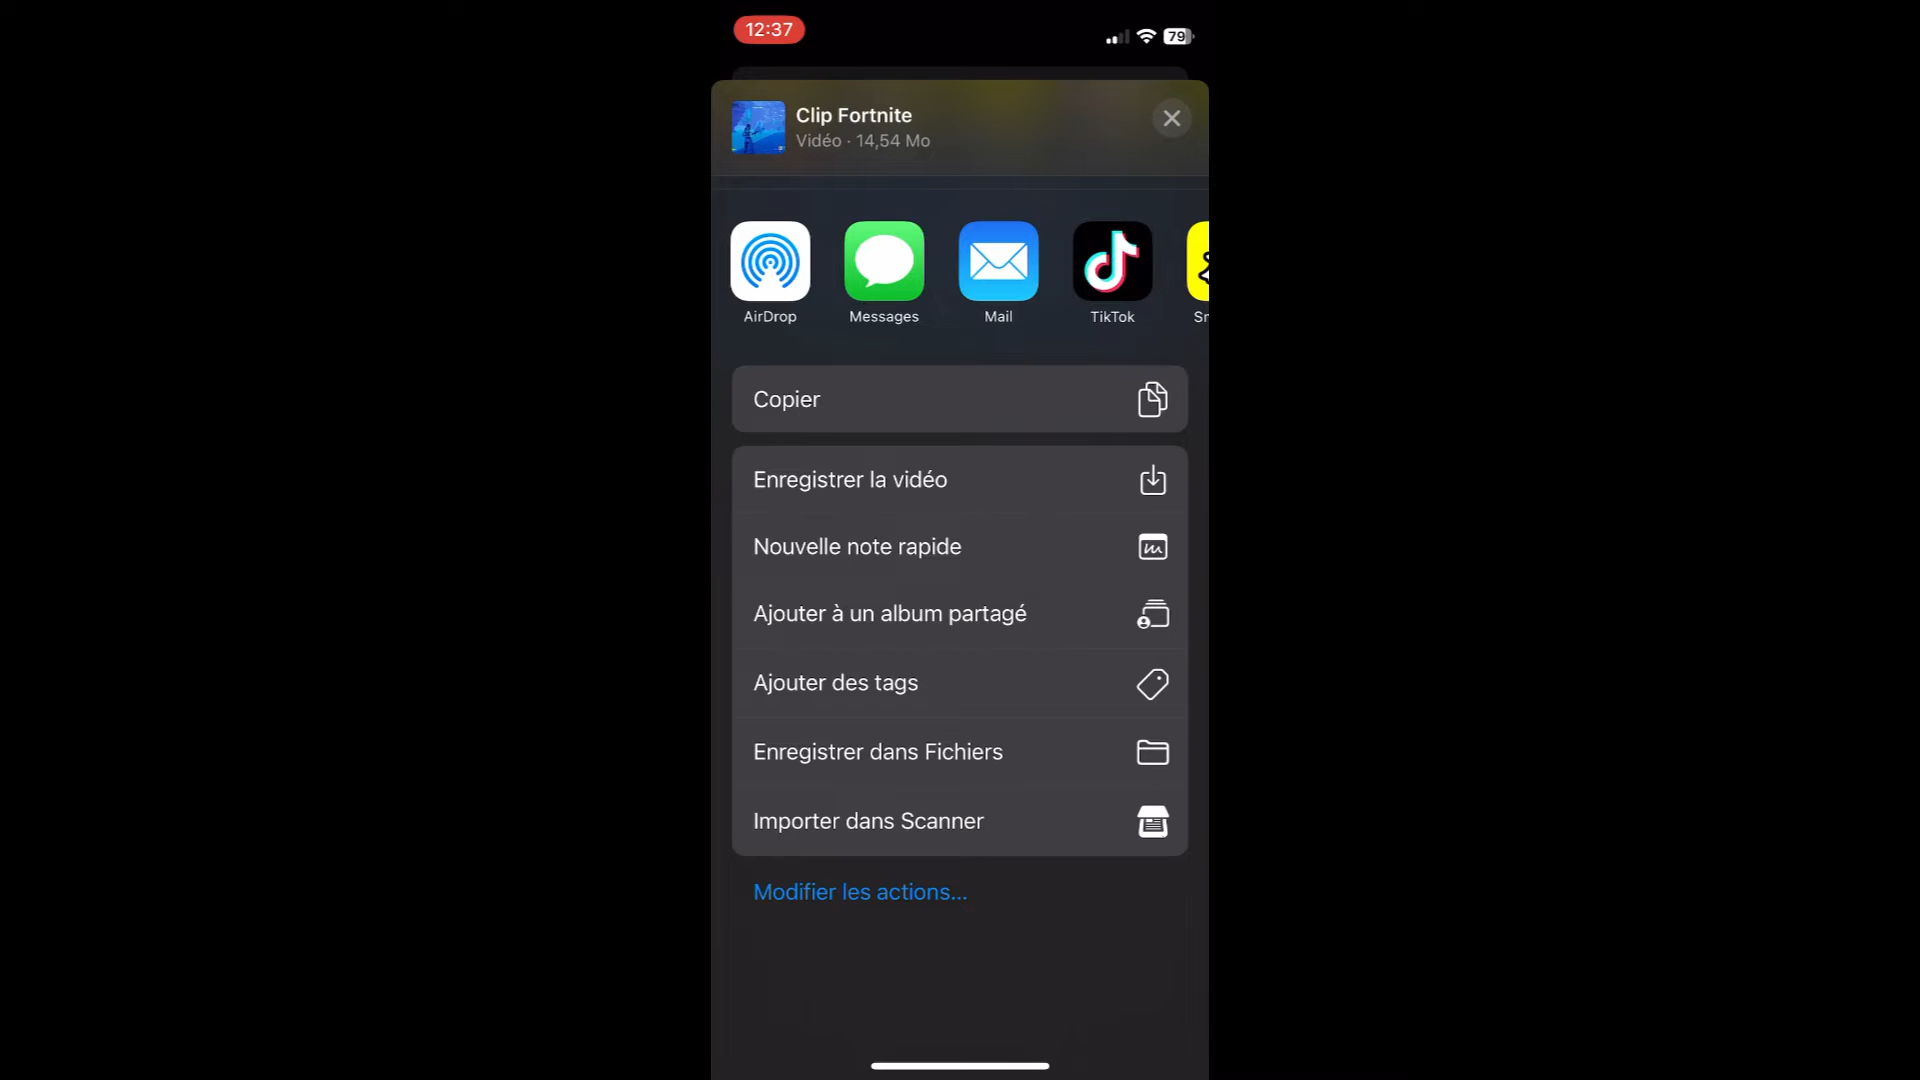 12:37
79
Clip Fortnite
Vidéo · 14,54 Mo
AirDrop
Messages
Mail
TikTok
Sn
Copier
Enregistrer la vidéo
Nouvelle note rapide
Ajouter à un album partagé
Ajouter des tags
Enregistrer dans Fichiers
Importer dans Scanner
Modifier les actions...